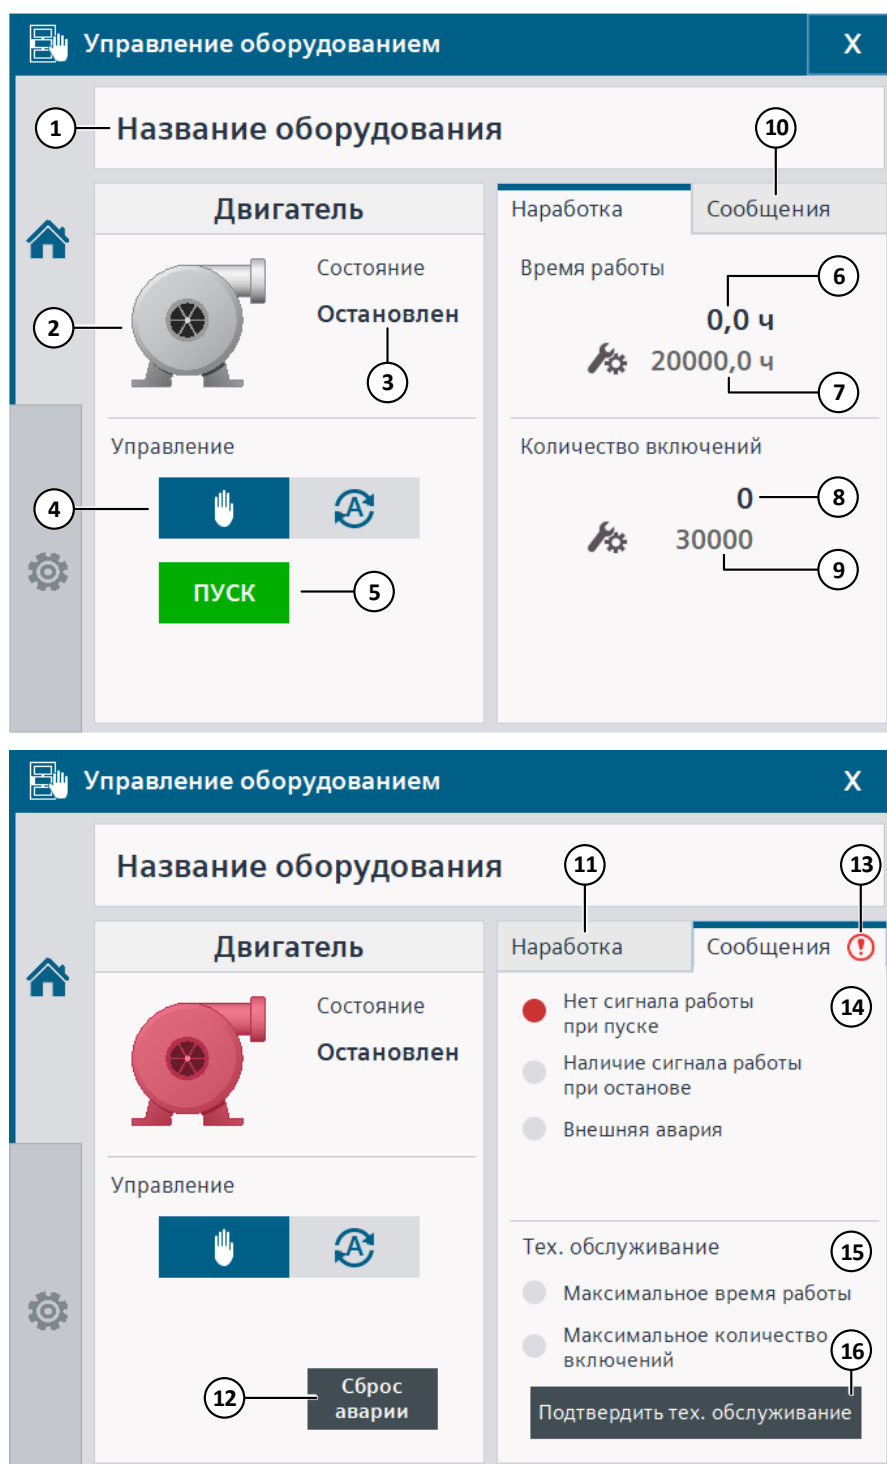 Управление оборудованием X
1 Название оборудования
10
Двигатель
Наработка Сообщения
Состояние
Остановлен
2
3
Время работы
6
0,0 ч
20000,0 ч
7
Управление
4
A
ПУСК 5
Количество включений
0 8
30000
9
Управление оборудованием X
Название оборудования
11 13
Двигатель
Наработка Сообщения !
Состояние
Остановлен
Нет сигнала работы
при пуске
14
Наличие сигнала работы
при останове
Внешняя авария
Управление
A
12
Сброс
аварии
Тех. обслуживание
15
Максимальное время работы
Максимальное количество
включений
16
Подтвердить тех. обслуживание